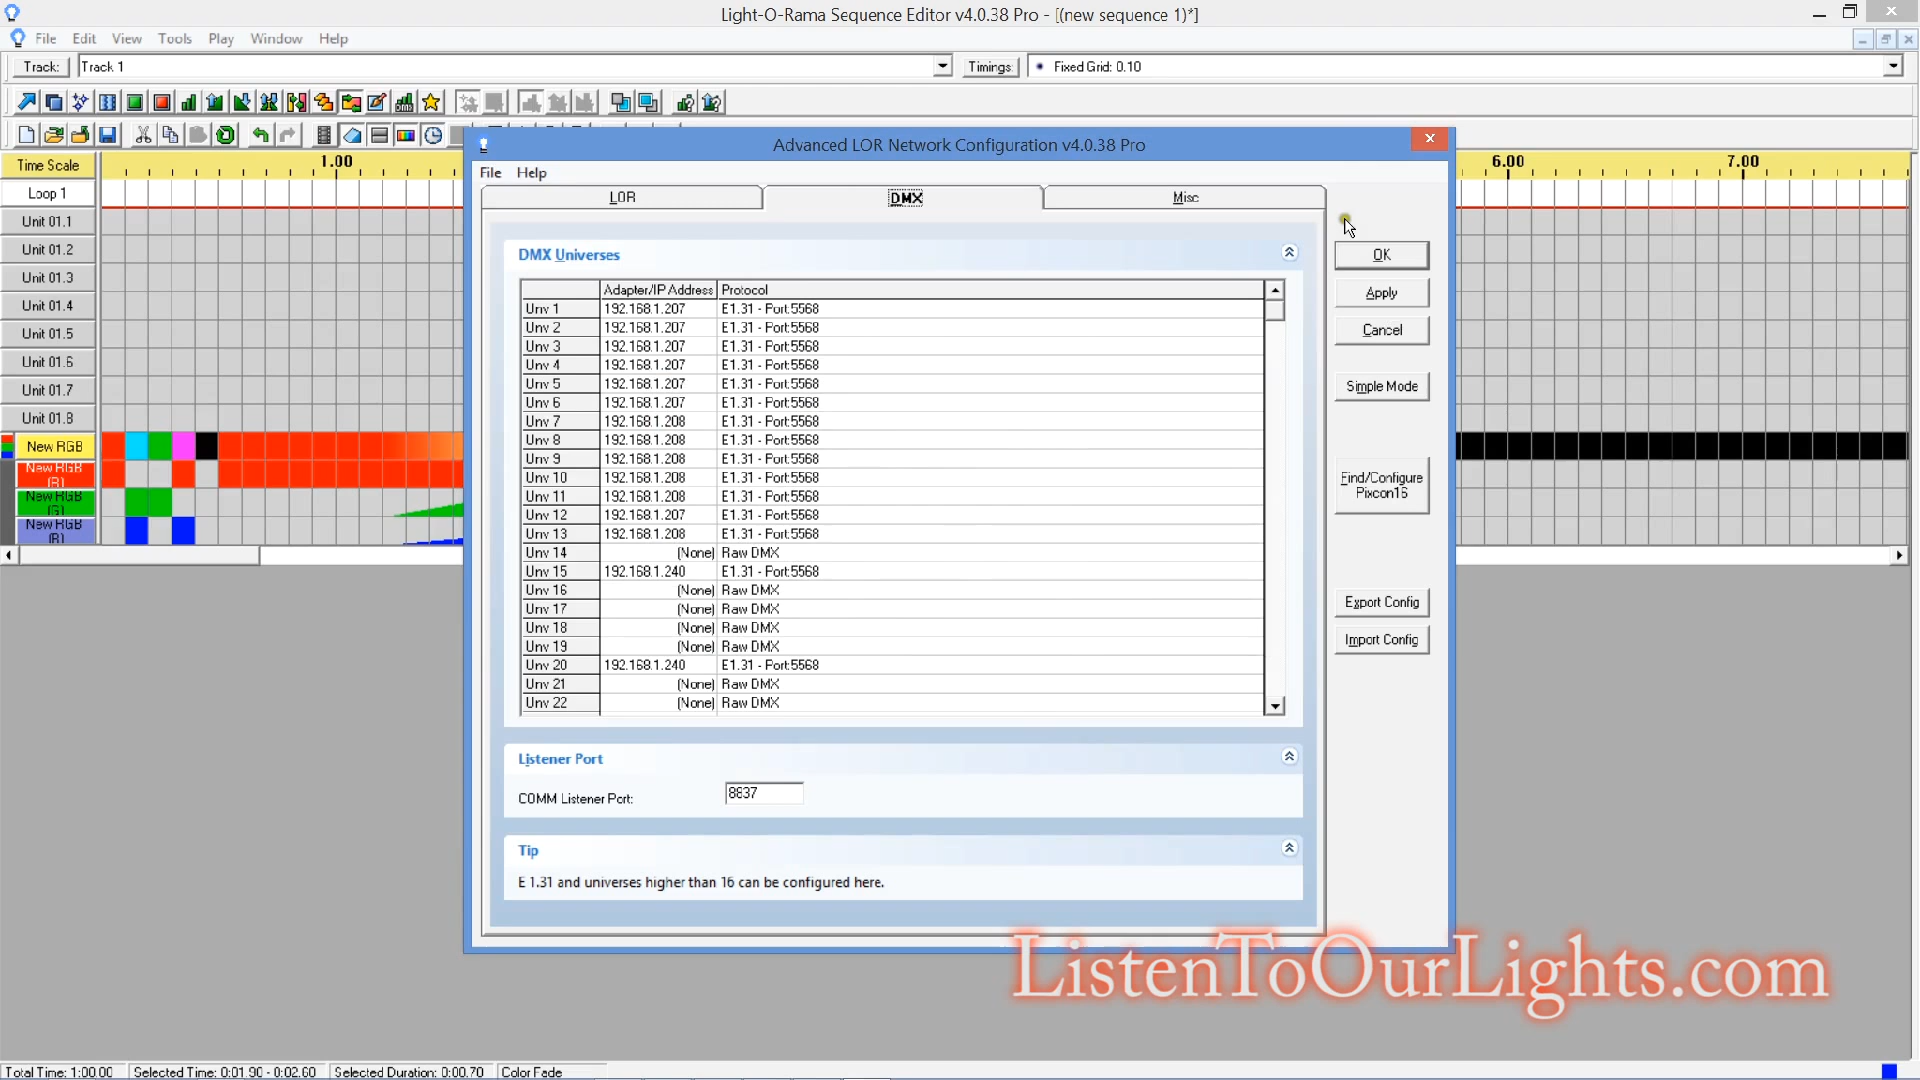 Light-O-Rama Sequence Editor v4.0.38 Pro - [(new sequence 1)*]
File Edit View Tools Play Window Help
Track: Track 1 Timings: Fixed Grid: 0.10
Time Scale 1.00 6.00 7.00
Loop 1
Unit 01.1
Unit 01.2
Unit 01.3
Unit 01.4
Unit 01.5
Unit 01.6
Unit 01.7
Unit 01.8
New RGB
New RGB (R)
New RGB (G)
New RGB (B)
Advanced LOR Network Configuration v4.0.38 Pro
File Help
LOR DMX Misc
DMX Universes
Adapter/IP Address Protocol
Unv 1 192.168.1.207 E1.31 - Port:5568
Unv 2 192.168.1.207 E1.31 - Port:5568
Unv 3 192.168.1.207 E1.31 - Port:5568
Unv 4 192.168.1.207 E1.31 - Port:5568
Unv 5 192.168.1.207 E1.31 - Port:5568
Unv 6 192.168.1.207 E1.31 - Port:5568
Unv 7 192.168.1.208 E1.31 - Port:5568
Unv 8 192.168.1.208 E1.31 - Port:5568
Unv 9 192.168.1.208 E1.31 - Port:5568
Unv 10 192.168.1.208 E1.31 - Port:5568
Unv 11 192.168.1.208 E1.31 - Port:5568
Unv 12 192.168.1.207 E1.31 - Port:5568
Unv 13 192.168.1.208 E1.31 - Port:5568
Unv 14 (None) Raw DMX
Unv 15 192.168.1.240 E1.31 - Port:5568
Unv 16 (None) Raw DMX
Unv 17 (None) Raw DMX
Unv 18 (None) Raw DMX
Unv 19 (None) Raw DMX
Unv 20 192.168.1.240 E1.31 - Port:5568
Unv 21 (None) Raw DMX
Unv 22 (None) Raw DMX
Listener Port
COMM Listener Port: 8837
Tip
E 1.31 and universes higher than 16 can be configured here.
OK
Apply
Cancel
Simple Mode
Find/Configure
Pixcon16
Export Config
Import Config
ListenToOurLights.com
Total Time: 1:00.00 Selected Time: 0:01.90 - 0:02.60 Selected Duration: 0:00.70 Color Fade